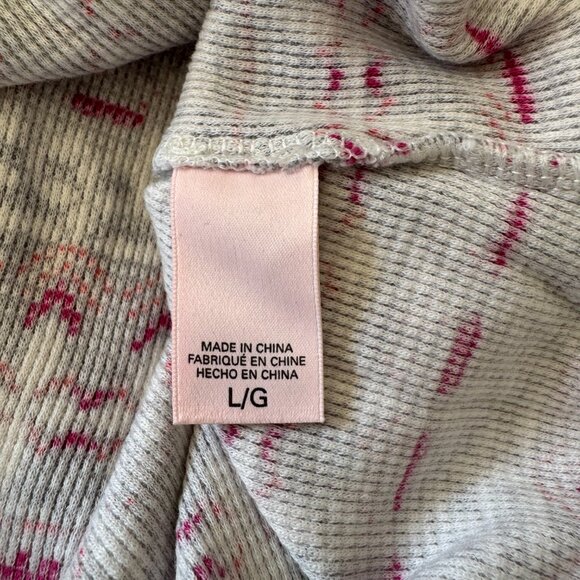 MADE IN CHINA
FABRIQUÉ EN CHINE
HECHO EN CHINA
L/G